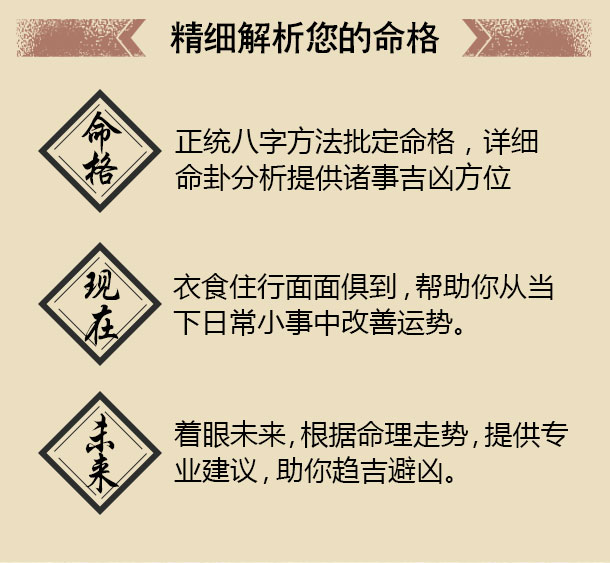 精细解析您的命格
命格
正统八字方法批定命格，详细
命卦分析提供诸事吉凶方位
现在
衣食住行面面俱到，帮助你从当
下日常小事中改善运势。
未来
着眼未来，根据命理走势，提供专
业建议，助你趋吉避凶。